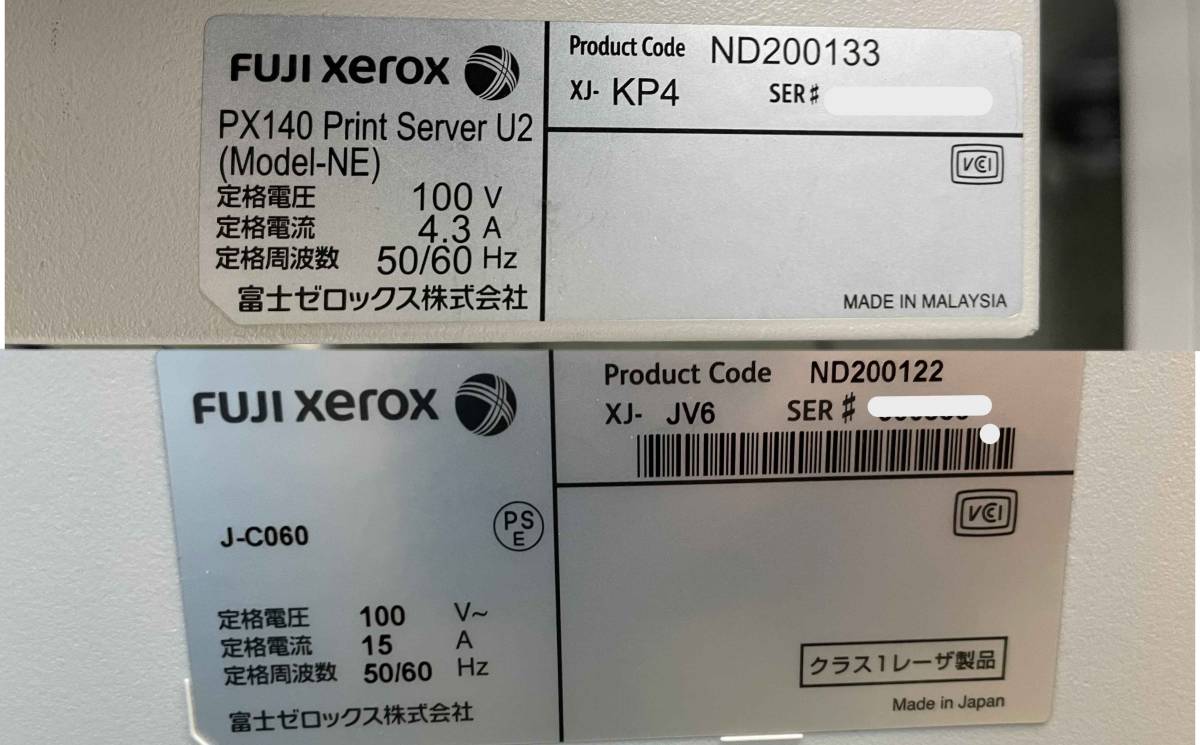 FUJI xerox
PX140 Print Server U2
(Model-NE)
定格電圧 100 V
定格電流 4.3 A
定格周波数 50/60 Hz
富士ゼロックス株式会社
Product Code ND200133
XJ- KP4 SER#
VCI
MADE IN MALAYSIA
FUJI xerox
J-C060
PS
E
定格電圧 100 V~
定格電流 15 A
定格周波数 50/60 Hz
富士ゼロックス株式会社
Product Code ND200122
XJ- JV6 SER #
VCI
クラス1レーザ製品
Made in Japan